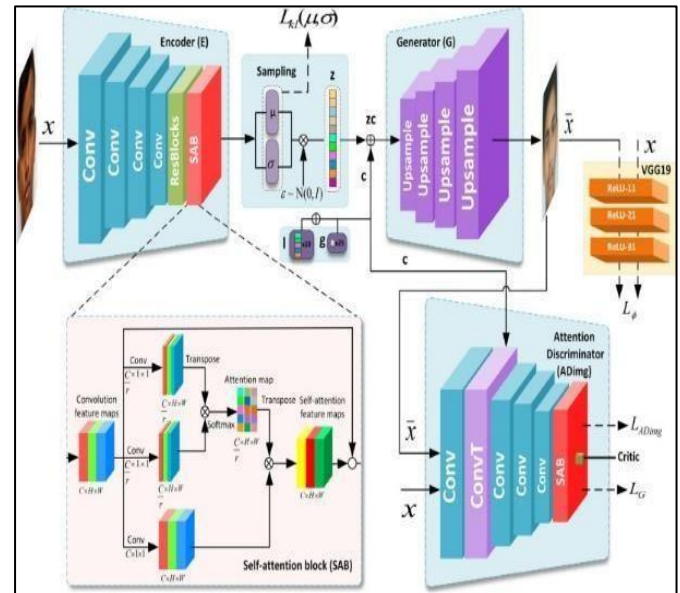 L_kl(μ,σ)
Encoder (E)
Generator (G)
Sampling
z
zc
x
x̄
x
Conv
Conv
Conv
Conv
ResBlocks
SAB
μ
σ
ε ~ N(0, I)
c
Upsample
Upsample
Upsample
Upsample
VGG19
ReLU-11
ReLU-21
ReLU-31
L_ϕ
l
g
c
Convolution
feature maps
C×H×W
Conv
C/r ×1×1
Transpose
C/r ×H×W
Conv
C/r ×1×1
C/r ×H×W
Softmax
Attention map
Transpose
Self-attention
feature maps
C×H×W
Conv
C×1×1
C×H×W
Self-attention block (SAB)
Attention
Discriminator
(ADimg)
x̄
x
Conv
ConvT
Conv
Conv
Conv
SAB
L_ADimg
Critic
L_G